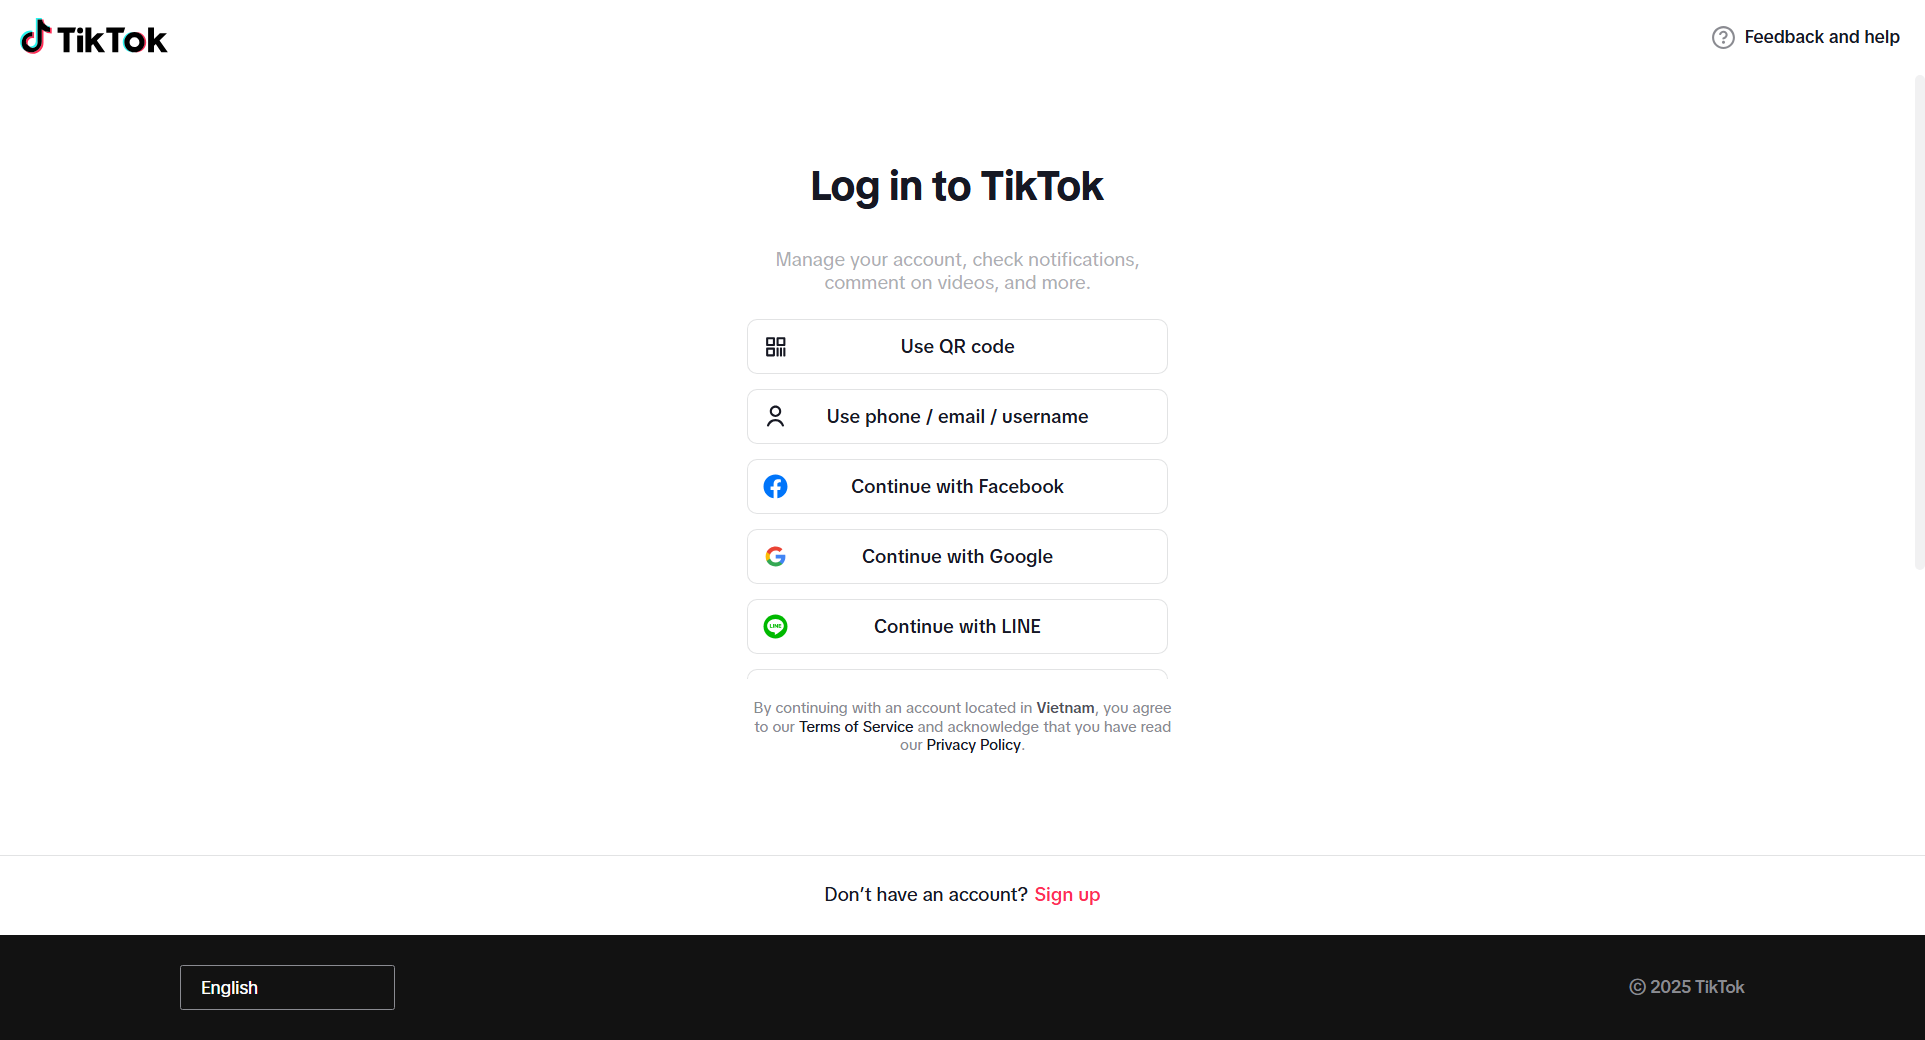 TikTok
Feedback and help
Log in to TikTok
Manage your account, check notifications,
comment on videos, and more.
Use QR code
Use phone / email / username
Continue with Facebook
Continue with Google
LINE
Continue with LINE
By continuing with an account located in Vietnam, you agree
to our Terms of Service and acknowledge that you have read
our Privacy Policy.
Don’t have an account? Sign up
English
© 2025 TikTok